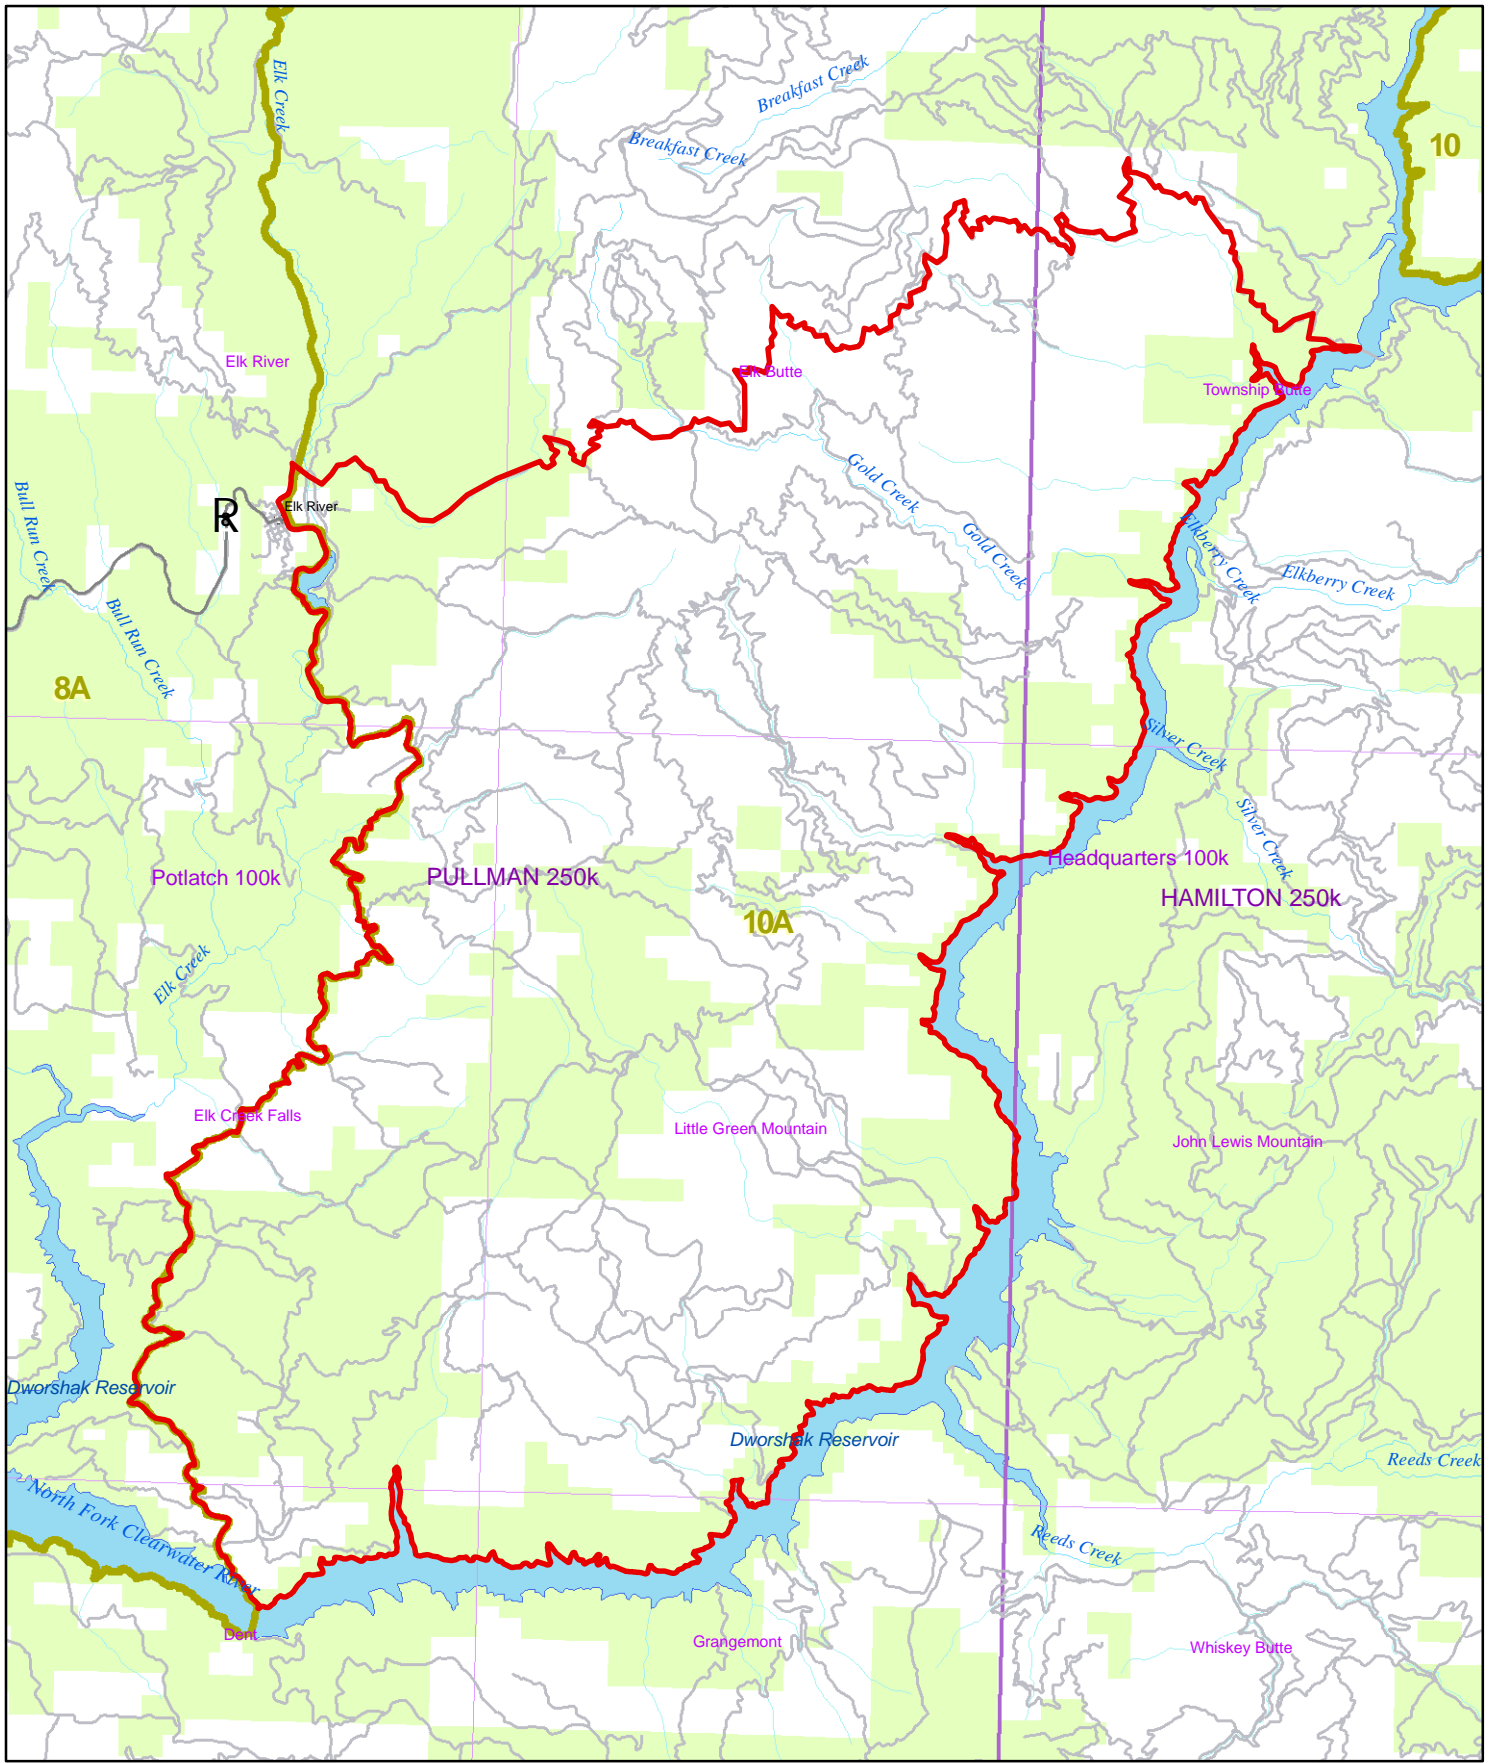 Elk Creek
Breakfast Creek
Breakfast Creek
10
Elk River
Elk Butte
Township Butte
Gold Creek
Gold Creek
Bull Run Creek
R
Elk River
Elkberry Creek
Elkberry Creek
Bull Run Creek
8A
Silver Creek
Silver Creek
Potlatch 100k
PULLMAN 250k
Headquarters 100k
HAMILTON 250k
10A
Elk Creek
Elk Creek Falls
Little Green Mountain
John Lewis Mountain
Dworshak Reservoir
Dworshak Reservoir
Reeds Creek
North Fork Clearwater River
Reeds Creek
Dent
Grangemont
Whiskey Butte